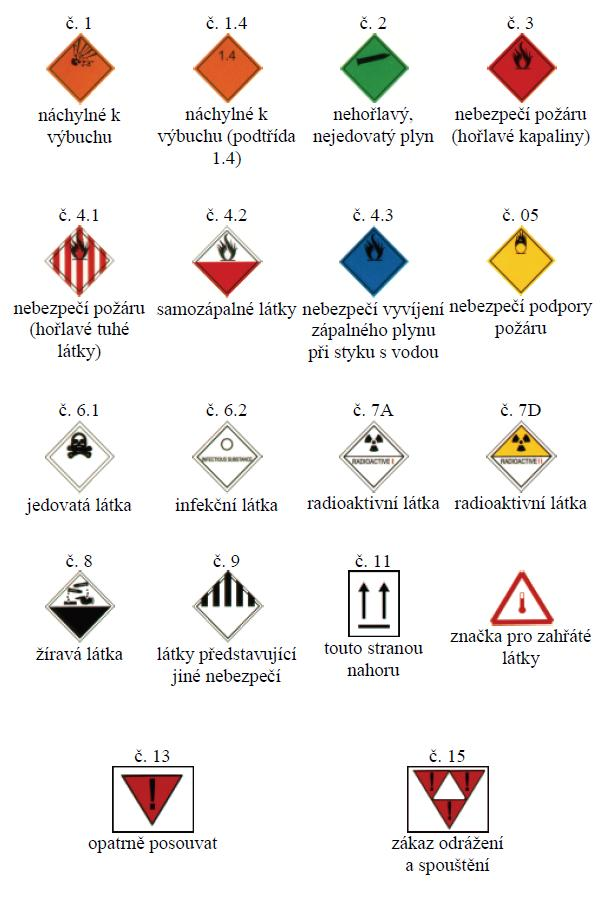 č. 1
č. 1.4
č. 2
č. 3
1.4
náchylné k
výbuchu
náchylné k
výbuchu (podtřída
1.4)
nehořlavý,
nejedovatý plyn
nebezpečí požáru
(hořlavé kapaliny)
č. 4.1
č. 4.2
č. 4.3
č. 05
nebezpečí požáru
(hořlavé tuhé
látky)
samozápalné látky
nebezpečí vyvíjení
zápalného plynu
při styku s vodou
nebezpečí podpory
požáru
č. 6.1
č. 6.2
č. 7A
č. 7D
INFECTIOUS SUBSTANCE
RADIOACTIVE I
RADIOACTIVE II
jedovatá látka
infekční látka
radioaktivní látka
radioaktivní látka
č. 8
č. 9
č. 11
žíravá látka
látky představující
jiné nebezpečí
touto stranou
nahoru
značka pro zahřáté
látky
č. 13
č. 15
!
! ! !
opatrně posouvat
zákaz odrážení
a spouštění